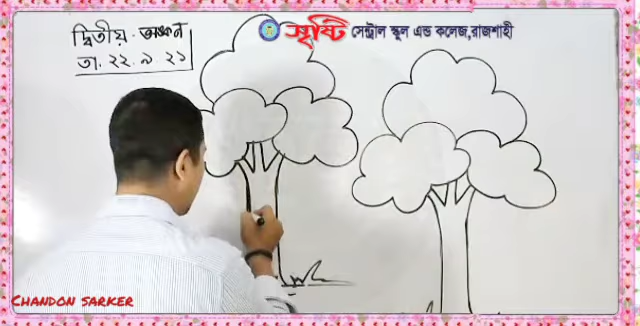 সৃষ্টি সেন্ট্রাল স্কুল এন্ড কলেজ,রাজশাহী
দ্বিতীয় - অঙ্কন
তা. ২২. ৯. ২১
CHANDON SARKER